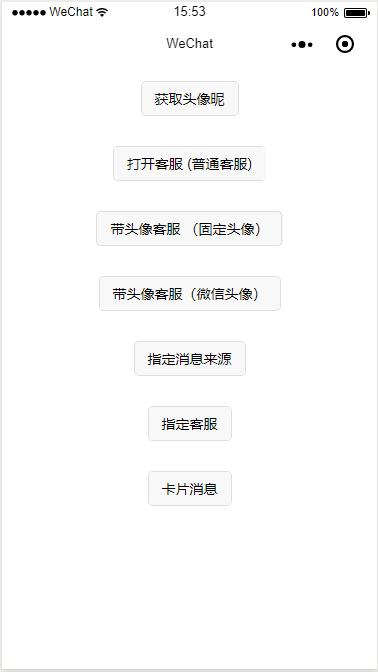 WeChat 15:53 100%
WeChat
获取头像昵
打开客服 (普通客服)
带头像客服 （固定头像）
带头像客服（微信头像）
指定消息来源
指定客服
卡片消息